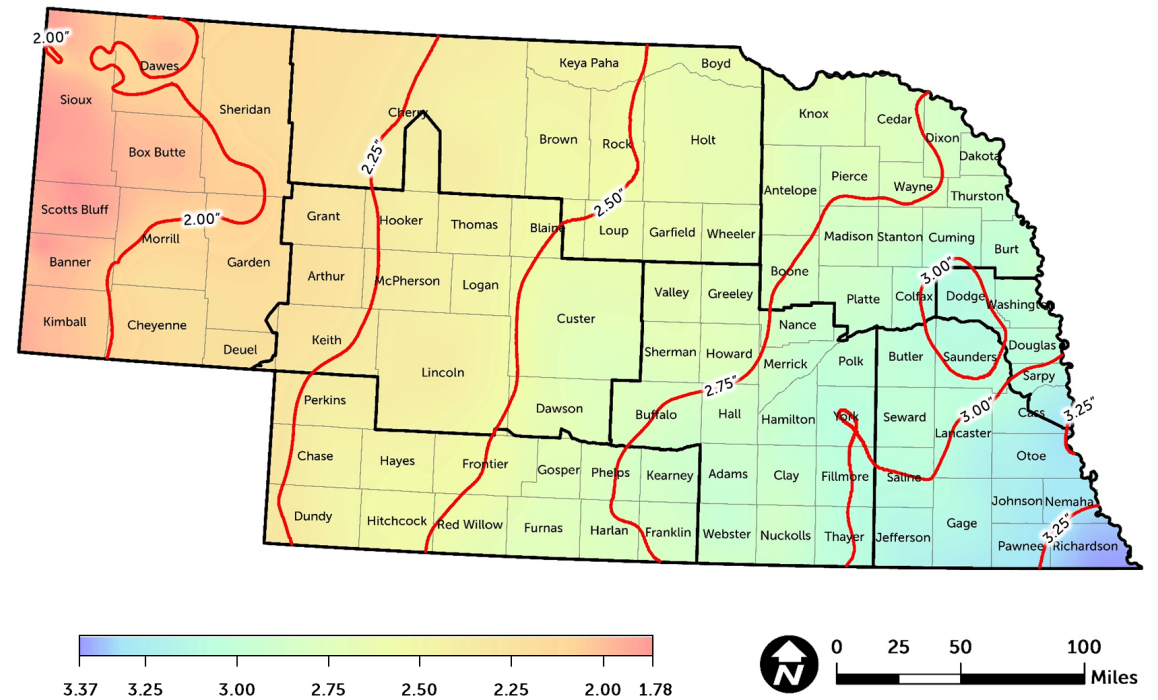 2.00"
Keya Paha
Boyd
Dawes
Sioux
Sheridan
Cherry
Knox
Cedar
Dixon
Dakota
Brown
Rock
Holt
Box Butte
2.25"
Pierce
Wayne
Antelope
Thurston
Scotts Bluff
2.00"
Grant
Hooker
Thomas
Blaine
2.50"
Loup
Garfield
Wheeler
Madison
Stanton
Cuming
Burt
Morrill
Banner
Garden
Arthur
McPherson
Logan
Boone
3.00"
Valley
Greeley
Platte
Colfax
Dodge
Washington
Kimball
Cheyenne
Deuel
Keith
Custer
Nance
Sherman
Howard
Merrick
Polk
Butler
Saunders
Douglas
Sarpy
Lincoln
Perkins
Dawson
Buffalo
2.75"
Hall
Hamilton
York
Seward
Lancaster
3.00"
Cass
3.25"
Otoe
Chase
Hayes
Frontier
Gosper
Phelps
Kearney
Adams
Clay
Fillmore
Saline
Johnson
Nemaha
Dundy
Hitchcock
Red Willow
Furnas
Harlan
Franklin
Webster
Nuckolls
Thayer
Jefferson
Gage
3.25"
Pawnee
Richardson
3.37 3.25 3.00 2.75 2.50 2.25 2.00 1.78
N
0 25 50 100
Miles